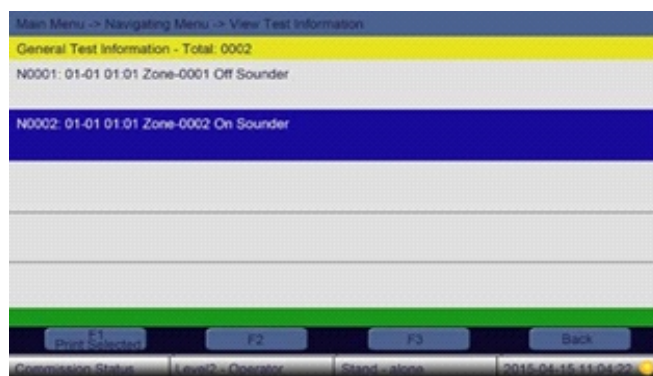 Main Menu -> Navigating Menu -> View Test Information
General Test Information - Total: 0002
N0001: 01-01 01:01 Zone-0001 Off Sounder
N0002: 01-01 01:01 Zone-0002 On Sounder
F1
Print Selected
F2
F3
Back
Commission Status
Level2 - Operator
Stand - alone
2015-04-15 11:04:22